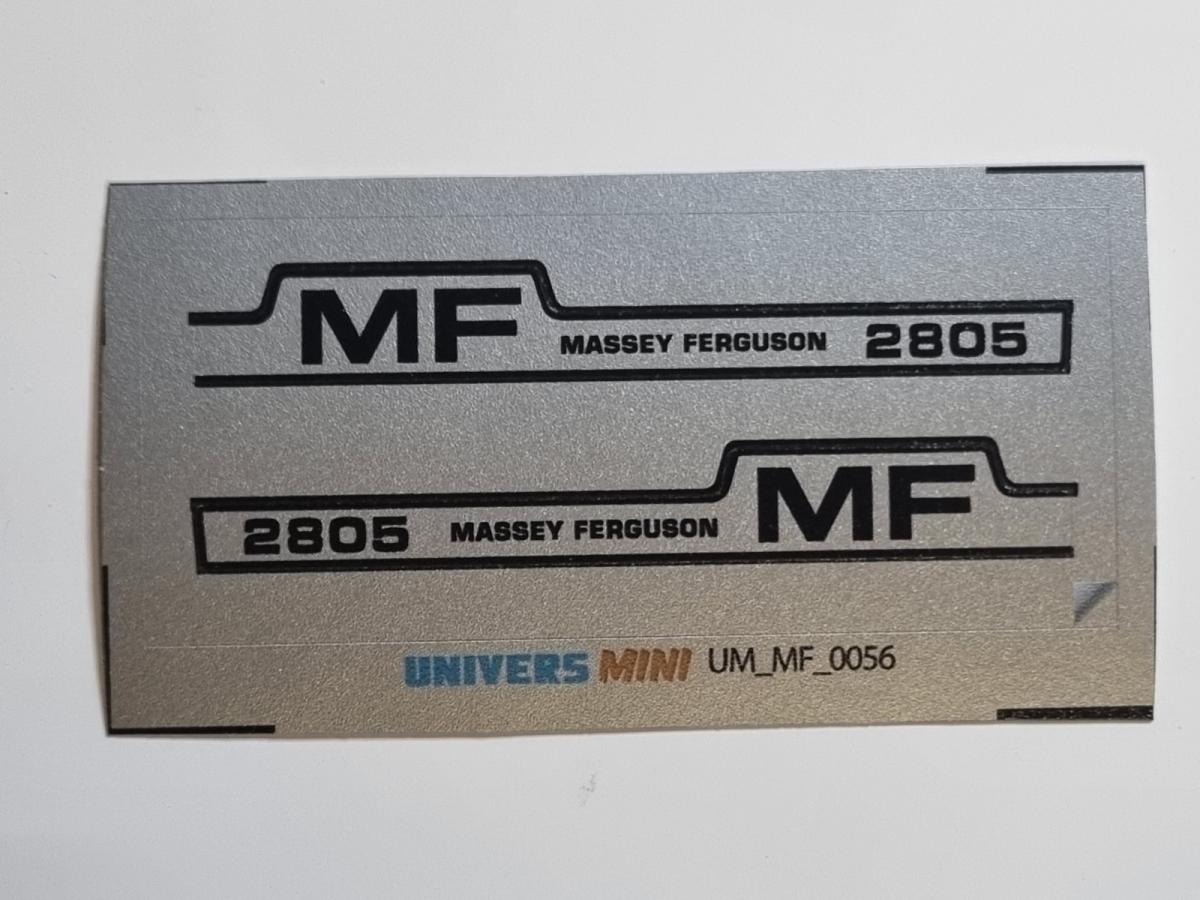 MF MASSEY FERGUSON 2805
2805 MASSEY FERGUSON MF
UNIVERS MINI UM_MF_0056